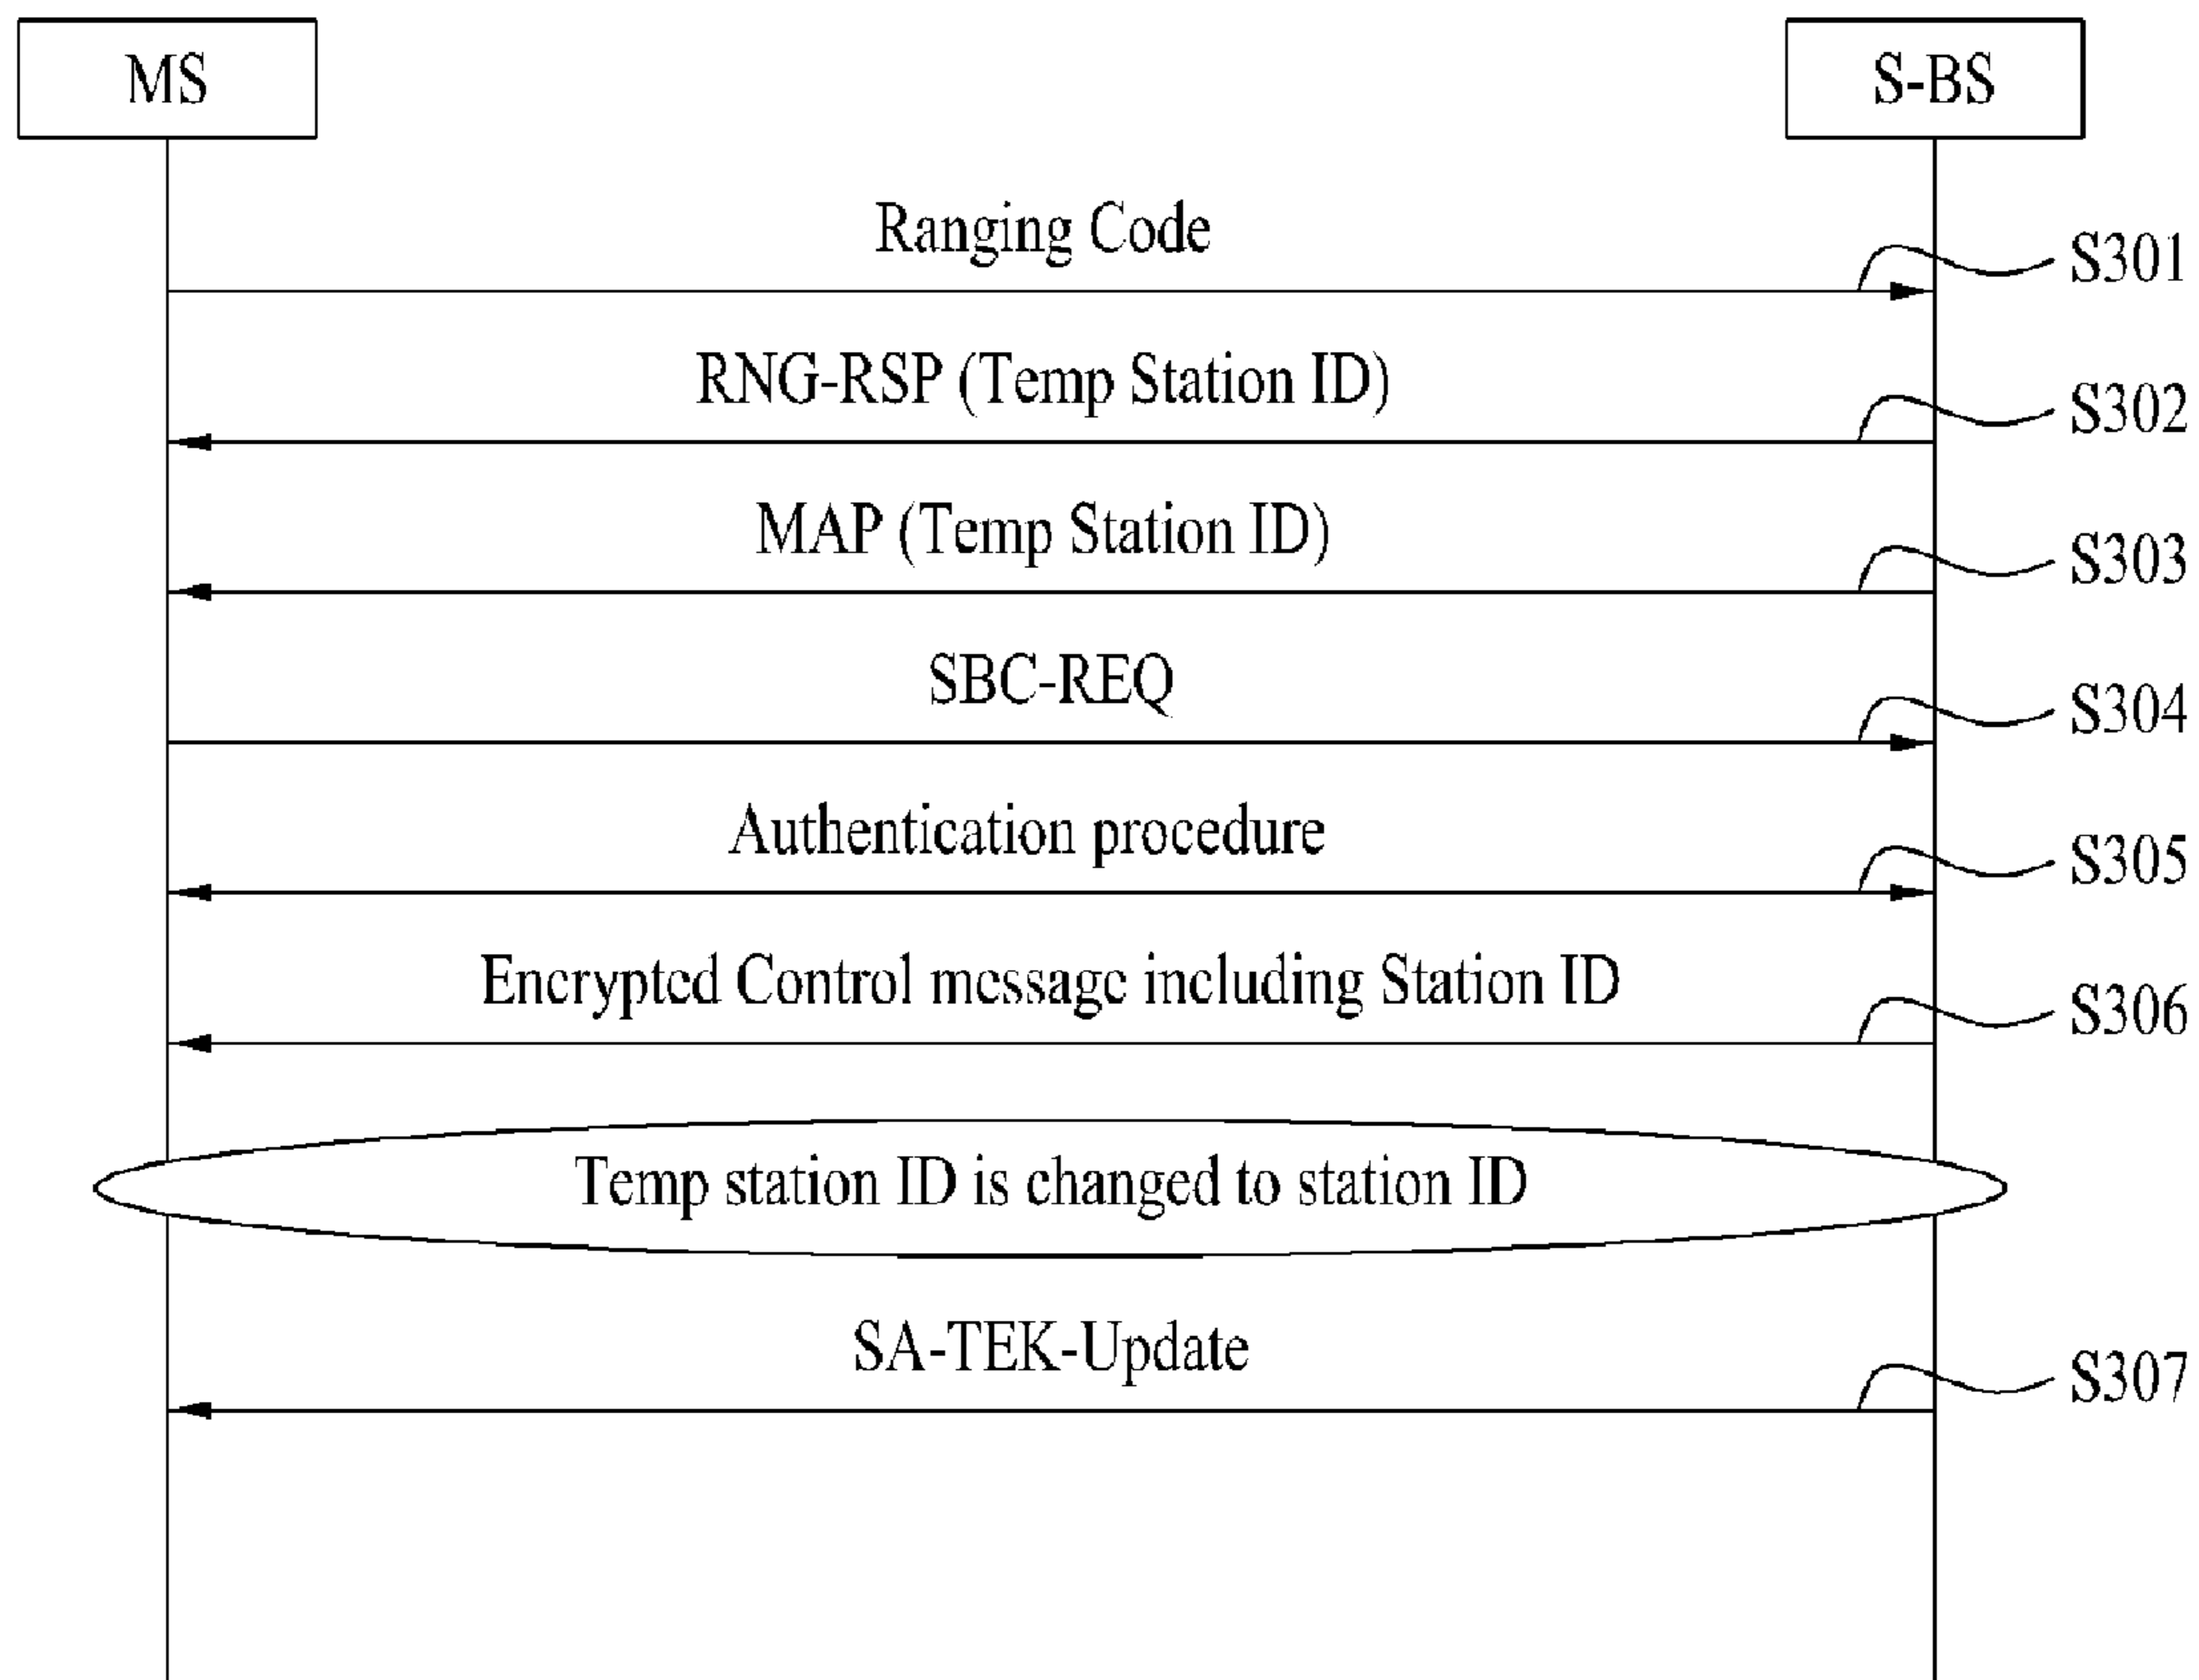 MS
S-BS
Ranging Code
S301
RNG-RSP (Temp Station ID)
S302
MAP (Temp Station ID)
S303
SBC-REQ
S304
Authentication procedure
S305
Encrypted Control message including Station ID
S306
Temp station ID is changed to station ID
SA-TEK-Update
S307